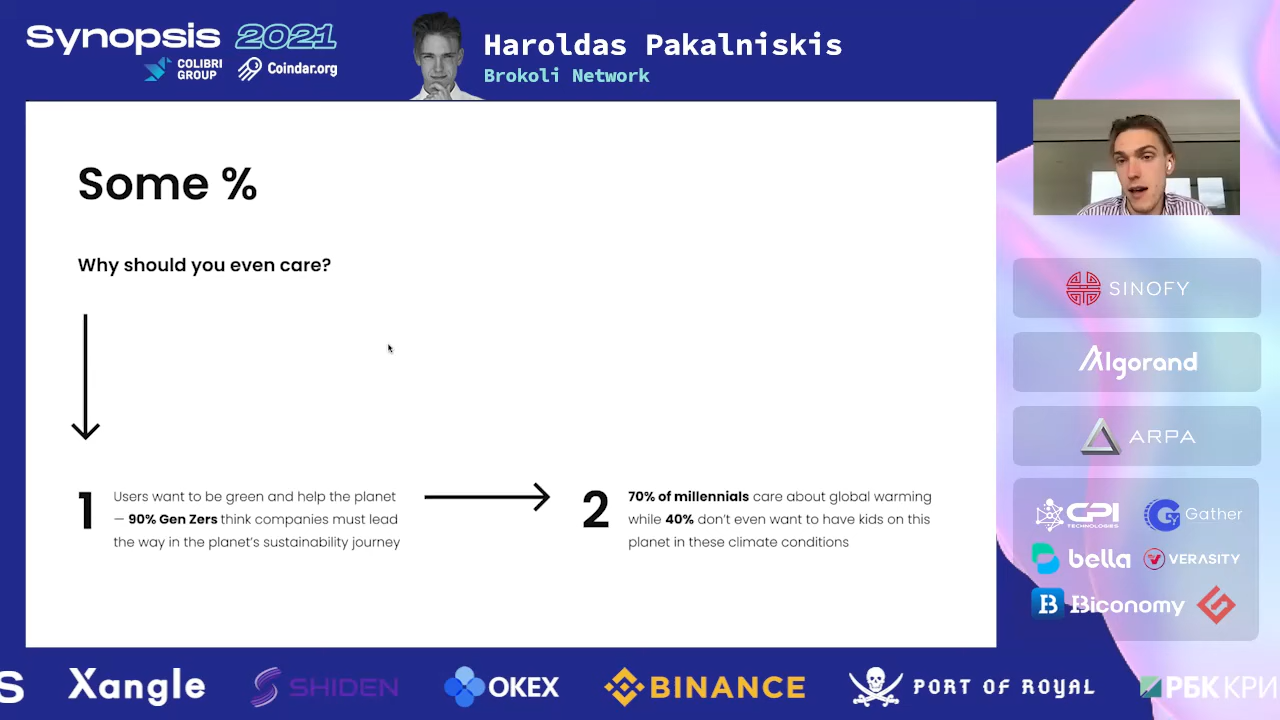 Synopsis 2021
COLIBRI
GROUP
Coindar.org
Haroldas Pakalniskis
Brokoli Network
Some %
Why should you even care?
1
Users want to be green and help the planet
— 90% Gen Zers think companies must lead
the way in the planet's sustainability journey
2
70% of millennials care about global warming
while 40% don't even want to have kids on this
planet in these climate conditions
SINOFY
Algorand
ARPA
GPI
TECHNOLOGIES
Gather
bella
VERASITY
Biconomy
S
Xangle
SHIDEN
OKEX
BINANCE
PORT OF ROYAL
РБК КРИ